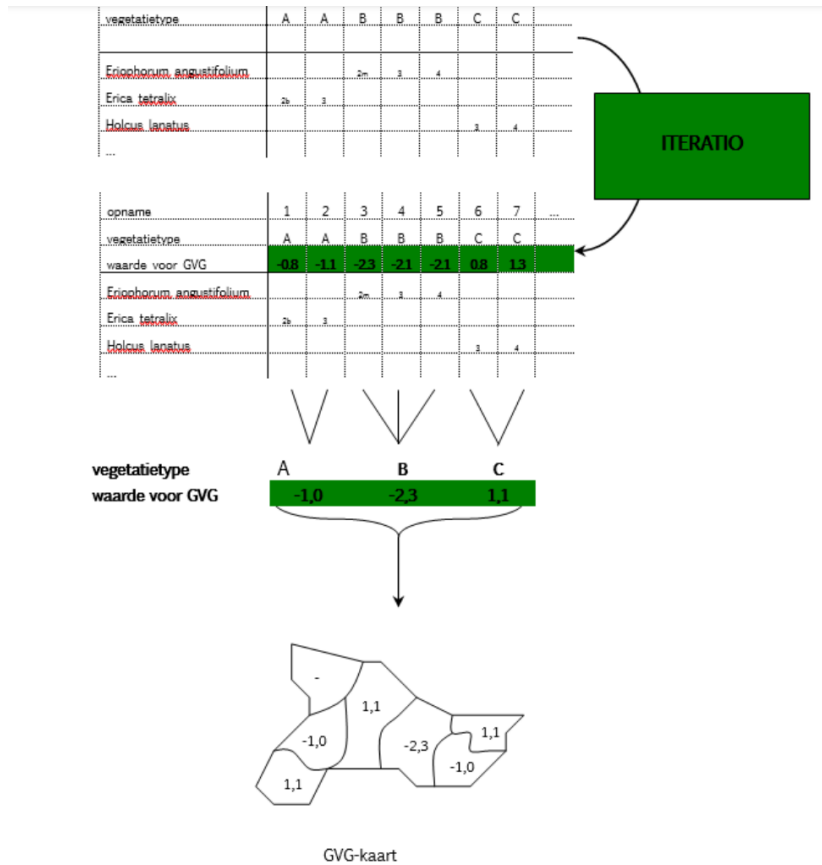 vegetatietype A A B B B C C
Eriophorum angustifolium 2m 3 4
Erica tetralix 2b 3
Holcus lanatus 3 4
...
ITERATIO
opname 1 2 3 4 5 6 7 ...
vegetatietype A A B B B C C
waarde voor GVG -0.8 -1.1 -2.3 -2.1 -2.1 0.8 1.3
Eriophorum angustifolium 2m 3 4
Erica tetralix 2b 3
Holcus lanatus 3 4
...
vegetatietype A B C
waarde voor GVG -1,0 -2,3 1,1
-
1,1
-1,0
-2,3
1,1
-1,0
1,1
GVG-kaart